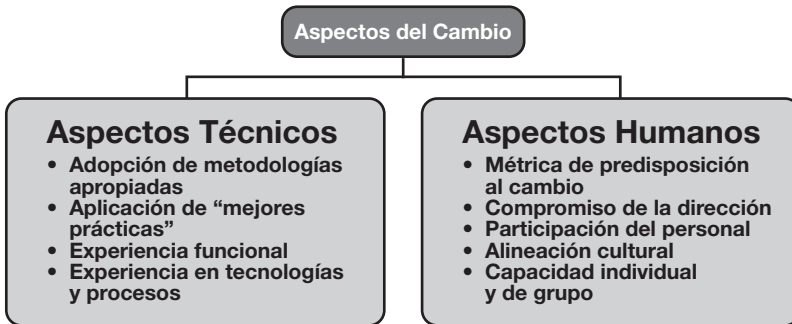 Aspectos del Cambio
Aspectos Técnicos
• Adopción de metodologías
apropiadas
• Aplicación de “mejores
prácticas”
• Experiencia funcional
• Experiencia en tecnologías
y procesos
Aspectos Humanos
• Métrica de predisposición
al cambio
• Compromiso de la dirección
• Participación del personal
• Alineación cultural
• Capacidad individual
y de grupo